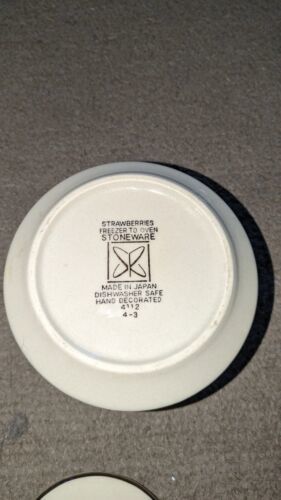 STRAWBERRIES
FREEZER TO OVEN
STONEWARE
MADE IN JAPAN
DISHWASHER SAFE
HAND DECORATED
4112
4-3